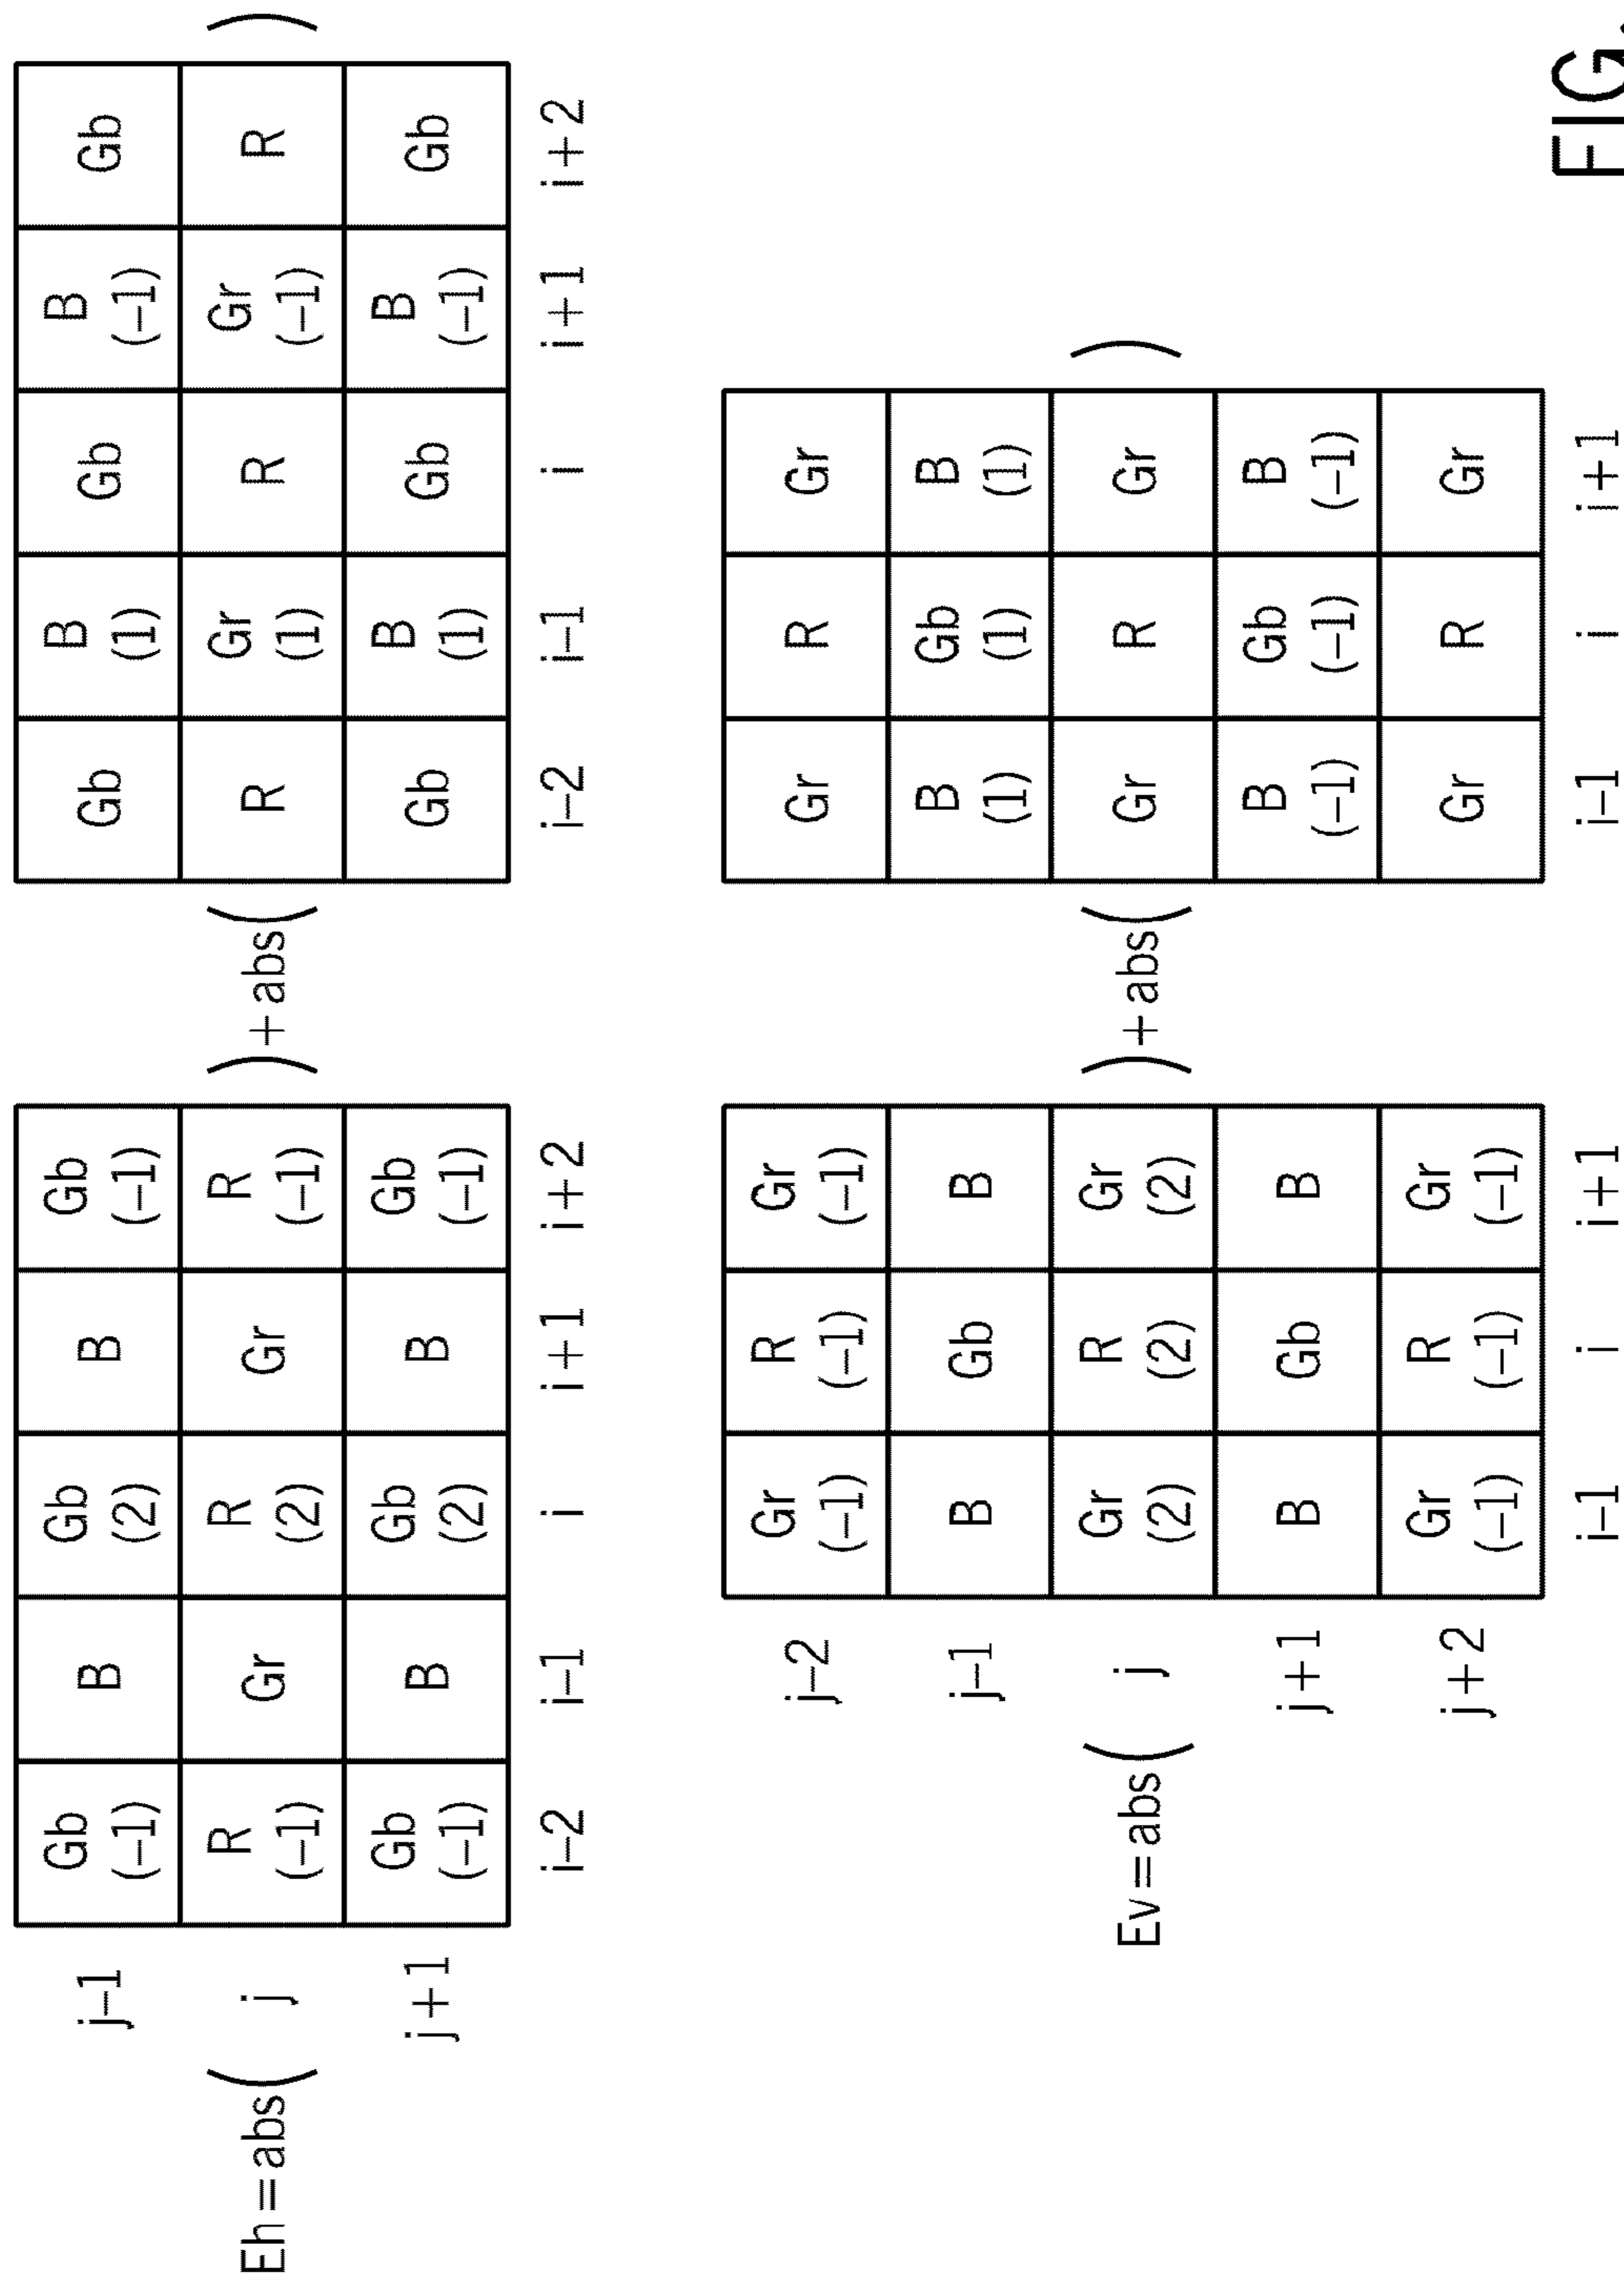 j-1 Gb B Gb B Gb Gb B Gb B Gb
(-1) (2) (-1) (1) (-1)
Eh=abs( j R Gr R Gr R )+abs( R Gr R Gr R )
(-1) (2) (-1) (1) (-1)
j+1 Gb B Gb B Gb Gb B Gb B Gb
(-1) (2) (-1) (1) (-1)
i-2 i-1 i i+1 i+2 i-2 i-1 i i+1 i+2
j-2 Gr R Gr Gr R Gr
(-1) (-1) (-1)
j-1 B Gb B B Gb B
(1) (1) (1)
Ev=abs( j Gr R Gr )+abs( Gr R Gr )
(2) (2) (2)
j+1 B Gb B B Gb B
(-1) (-1) (-1)
j+2 Gr R Gr Gr R Gr
(-1) (-1) (-1)
i-1 i i+1 i-1 i i+1
FIG.